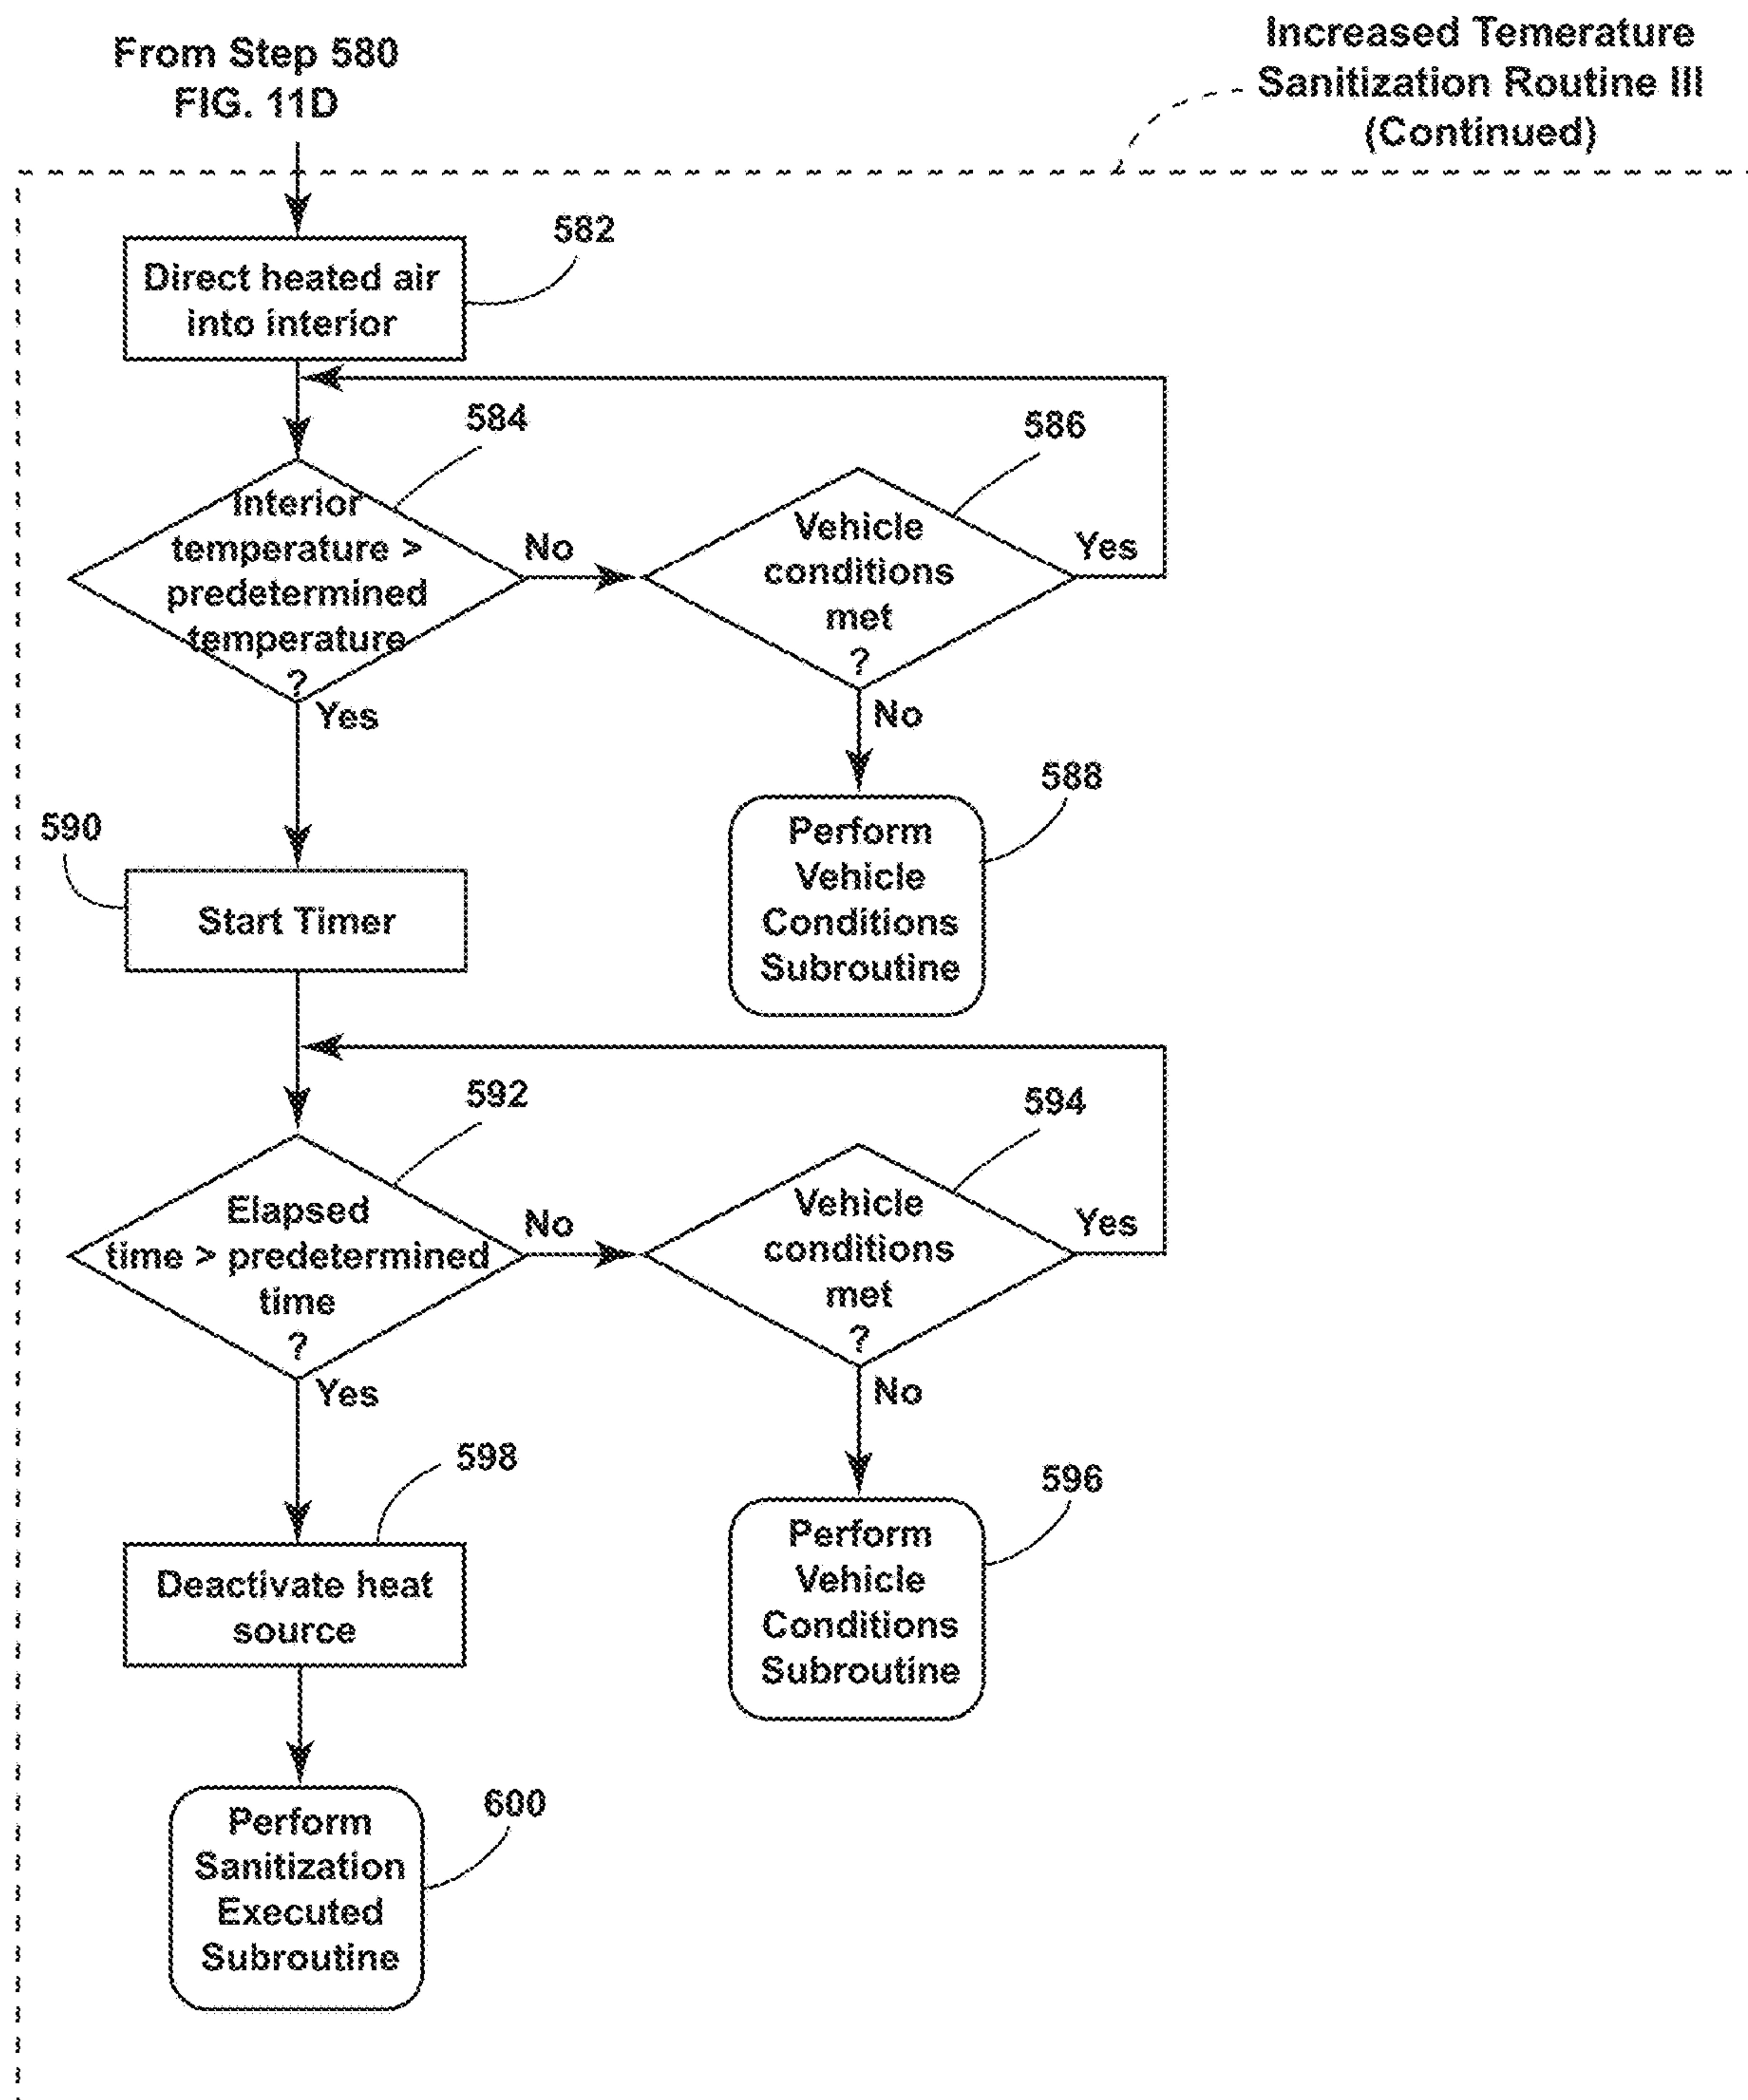 From Step 580
FIG. 11D
Increased Temerature
Sanitization Routine III
(Continued)
582
Direct heated air
into interior
584
Interior
temperature >
predetermined
temperature
?
No
Yes
586
Vehicle
conditions
met
?
Yes
No
588
Perform
Vehicle
Conditions
Subroutine
590
Start Timer
592
Elapsed
time > predetermined
time
?
No
Yes
594
Vehicle
conditions
met
?
Yes
No
596
Perform
Vehicle
Conditions
Subroutine
598
Deactivate heat
source
600
Perform
Sanitization
Executed
Subroutine